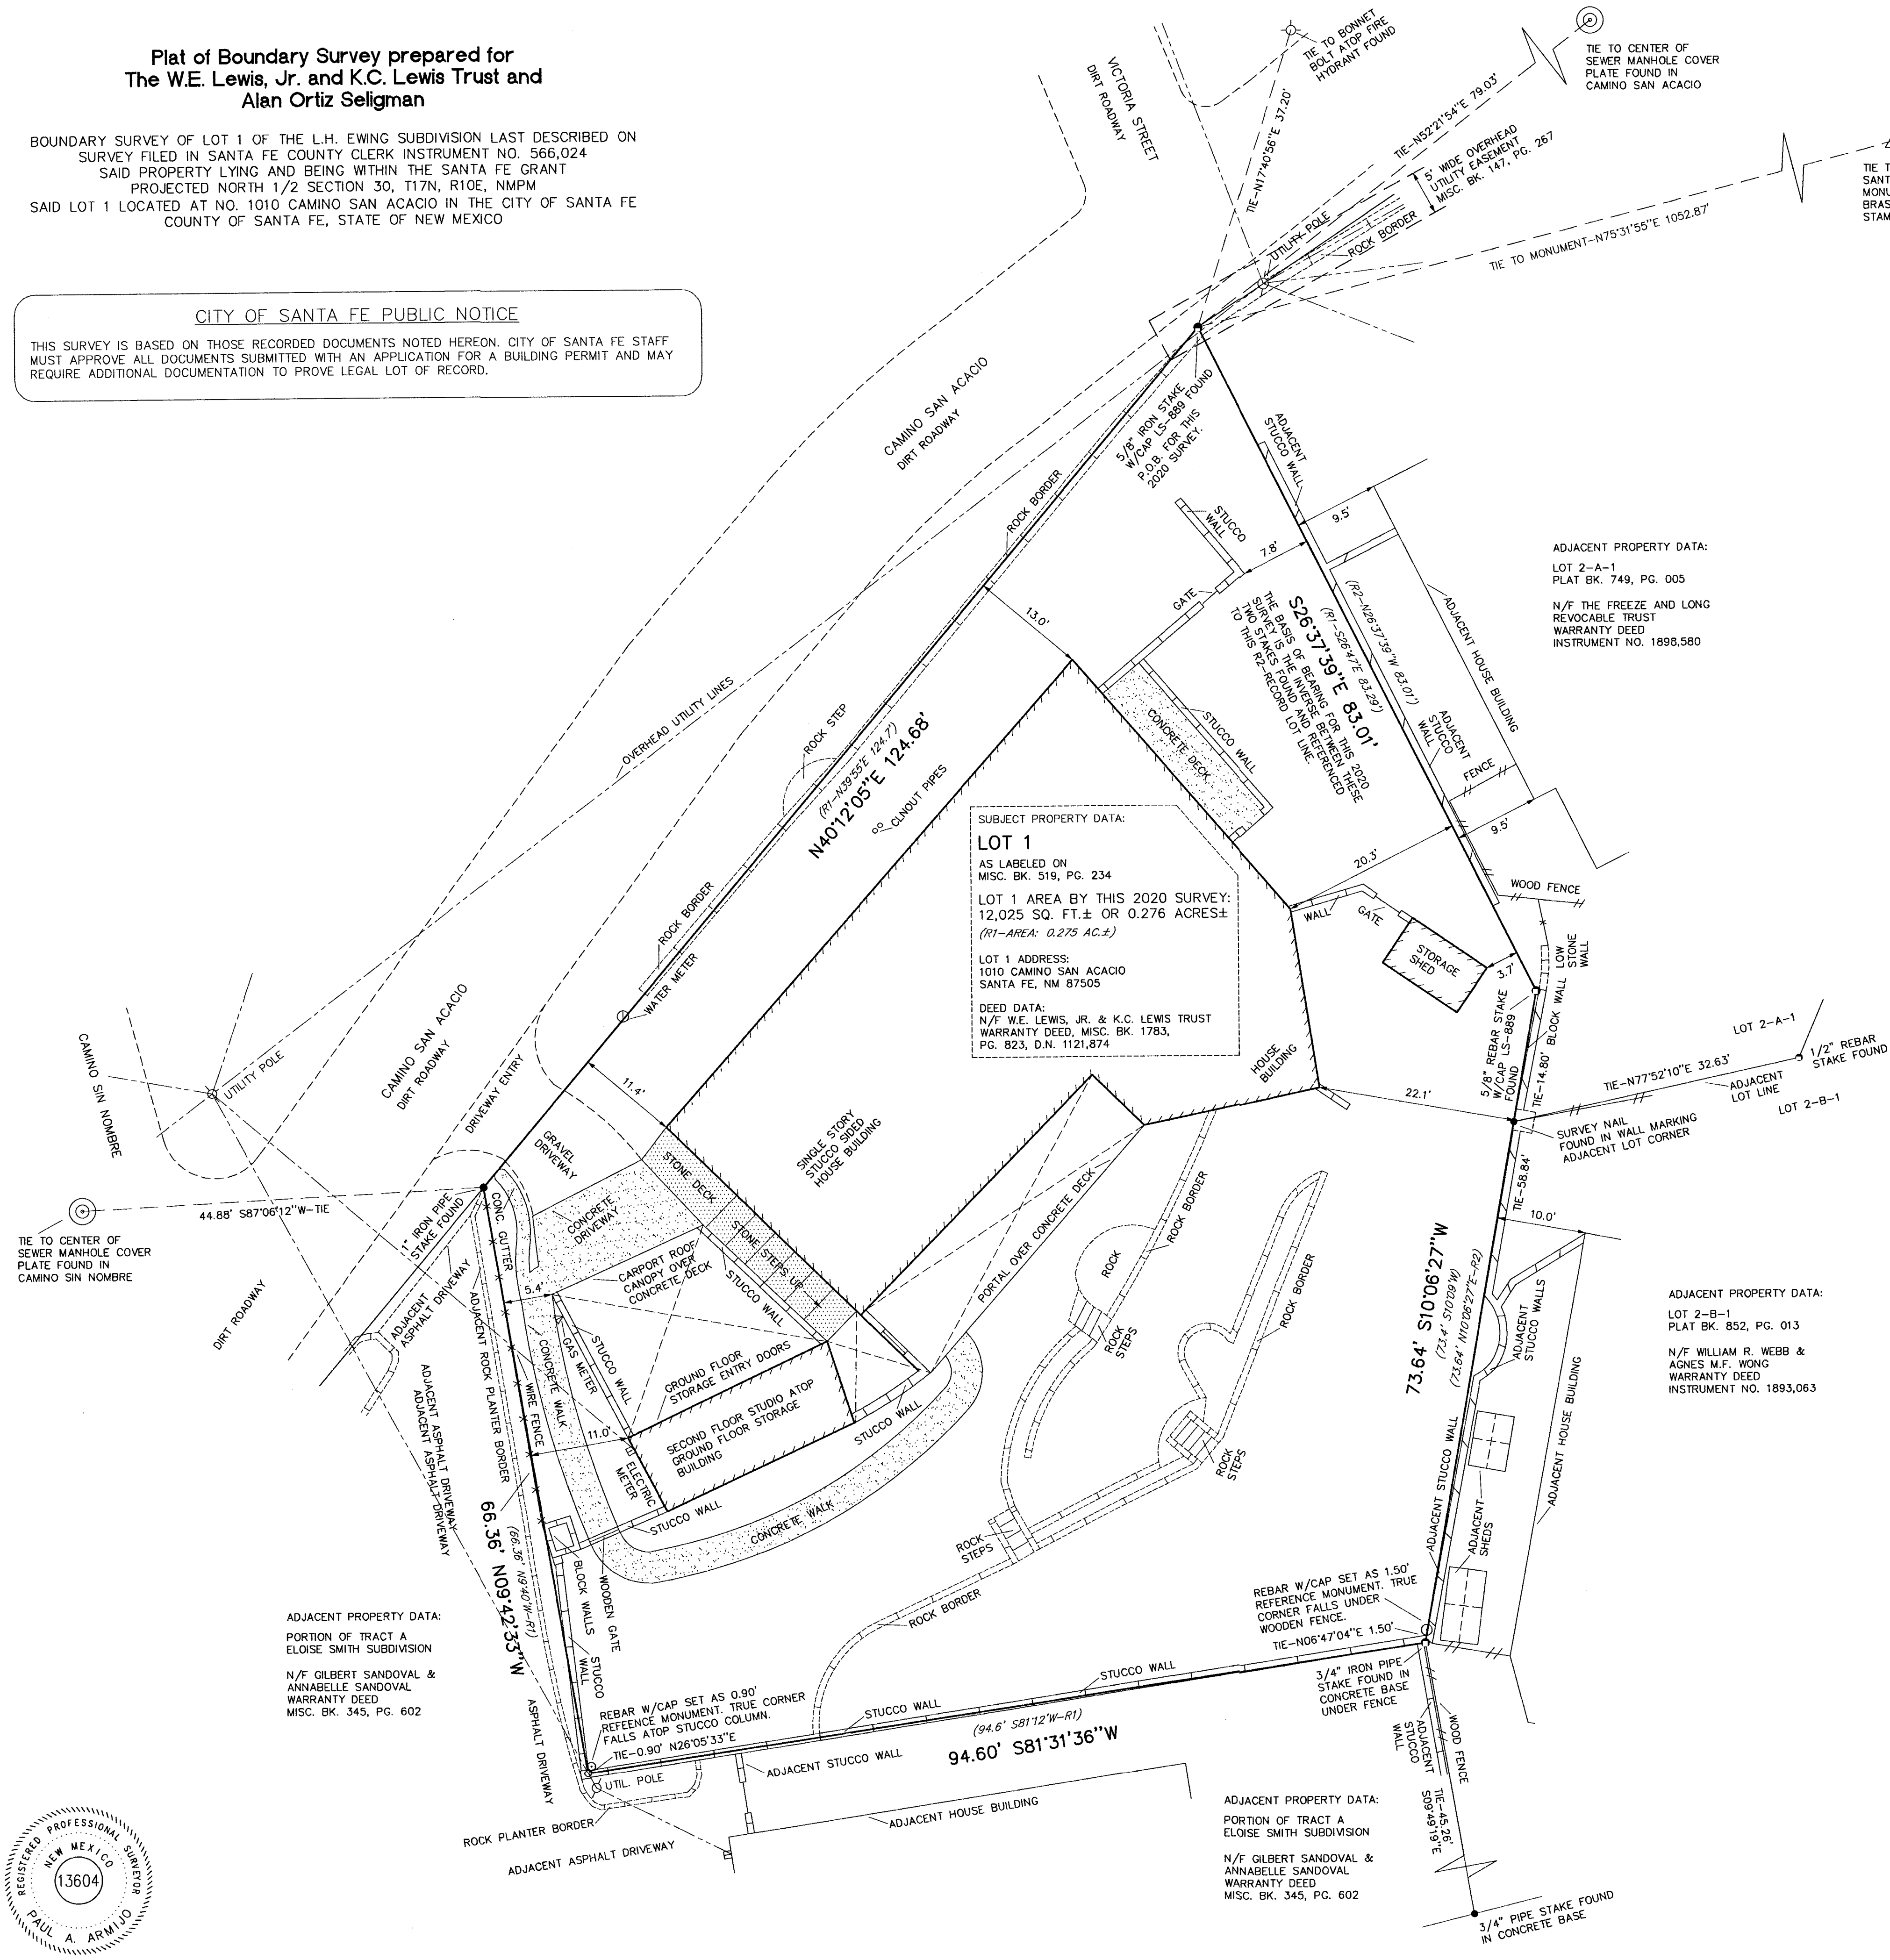 Plat of Boundary Survey prepared for
The W.E. Lewis, Jr. and K.C. Lewis Trust and
Alan Ortiz Seligman
BOUNDARY SURVEY OF LOT 1 OF THE L.H. EWING SUBDIVISION LAST DESCRIBED ON
SURVEY FILED IN SANTA FE COUNTY CLERK INSTRUMENT NO. 566,024
SAID PROPERTY LYING AND BEING WITHIN THE SANTA FE GRANT
PROJECTED NORTH 1/2 SECTION 30, T17N, R10E, NMPM
SAID LOT 1 LOCATED AT NO. 1010 CAMINO SAN ACACIO IN THE CITY OF SANTA FE
COUNTY OF SANTA FE, STATE OF NEW MEXICO
CITY OF SANTA FE PUBLIC NOTICE
THIS SURVEY IS BASED ON THOSE RECORDED DOCUMENTS NOTED HEREON. CITY OF SANTA FE STAFF
MUST APPROVE ALL DOCUMENTS SUBMITTED WITH AN APPLICATION FOR A BUILDING PERMIT AND MAY
REQUIRE ADDITIONAL DOCUMENTATION TO PROVE LEGAL LOT OF RECORD.
VICTORIA STREET
DIRT ROADWAY
TIE TO BONNET
BOLT ATOP FIRE
HYDRANT FOUND
TIE TO CENTER OF
SEWER MANHOLE COVER
PLATE FOUND IN
CAMINO SAN ACACIO
TIE-N17°40'56"E 37.20'
TIE-N52°21'54"E 79.03'
5' WIDE OVERHEAD
UTILITY EASEMENT
MISC. BK. 147, PG. 267
TIE T
SANT
MONU
BRAS
STAM
UTILITY POLE
ROCK BORDER
TIE TO MONUMENT-N75°31'55"E 1052.87'
CAMINO SAN ACACIO
DIRT ROADWAY
5/8" IRON STAKE
W/CAP LS-889 FOUND
P.O.B. FOR THIS
2020 SURVEY.
ADJACENT
STUCCO WALL
ROCK BORDER
STUCCO
WALL
9.5'
7.8'
GATE
13.0'
ADJACENT PROPERTY DATA:
LOT 2-A-1
PLAT BK. 749, PG. 005
N/F THE FREEZE AND LONG
REVOCABLE TRUST
WARRANTY DEED
INSTRUMENT NO. 1898,580
(R2-N26°37'39"W 83.01')
(R1-S26°47'E 83.29')
S26°37'39"E 83.01'
THE BASIS OF BEARING FOR THIS 2020
SURVEY IS THE INVERSE BETWEEN THESE
TWO STAKES FOUND AND REFERENCED
TO THIS R2-RECORD LOT LINE.
ADJACENT HOUSE BUILDING
ADJACENT
STUCCO
WALL
FENCE
9.5'
OVERHEAD UTILITY LINES
ROCK STEP
(R1-N39°55'E 124.7')
N40°12'05"E 124.68'
CLNOUT PIPES
CONCRETE DECK
STUCCO WALL
20.3'
SUBJECT PROPERTY DATA:
LOT 1
AS LABELED ON
MISC. BK. 519, PG. 234
LOT 1 AREA BY THIS 2020 SURVEY:
12,025 SQ. FT.± OR 0.276 ACRES±
(R1-AREA: 0.275 AC.±)
LOT 1 ADDRESS:
1010 CAMINO SAN ACACIO
SANTA FE, NM 87505
DEED DATA:
N/F W.E. LEWIS, JR. & K.C. LEWIS TRUST
WARRANTY DEED, MISC. BK. 1783,
PG. 823, D.N. 1121,874
WALL
GATE
WOOD FENCE
STORAGE
SHED
3.7'
LOW
STONE
WALL
BLOCK WALL
TIE-14.80'
5/8" REBAR STAKE
W/CAP LS-889
FOUND
ROCK BORDER
WATER METER
HOUSE
BUILDING
22.1'
TIE-N77°52'10"E 32.63'
ADJACENT
LOT LINE
LOT 2-A-1
1/2" REBAR
STAKE FOUND
LOT 2-B-1
SURVEY NAIL
FOUND IN WALL MARKING
ADJACENT LOT CORNER
CAMINO SIN NOMBRE
UTILITY POLE
CAMINO SAN ACACIO
DIRT ROADWAY
DRIVEWAY ENTRY
11.4'
GRAVEL
DRIVEWAY
SINGLE STORY
STUCCO SIDED
HOUSE BUILDING
STONE DECK
STONE STEPS UP
CONCRETE
DRIVEWAY
44.88' S87°06'12"W-TIE
TIE TO CENTER OF
SEWER MANHOLE COVER
PLATE FOUND IN
CAMINO SIN NOMBRE
1" IRON PIPE
STAKE FOUND
CONC. GUTTER
DIRT ROADWAY
ADJACENT
ASPHALT DRIVEWAY
ADJACENT ROCK PLANTER BORDER
5.4'
CARPORT ROOF
CANOPY OVER
CONCRETE DECK
STUCCO WALL
PORTAL OVER CONCRETE DECK
ROCK BORDER
ROCK
ROCK
STEPS
ROCK BORDER
TIE-58.84'
10.0'
73.64' S10°06'27"W
(73.4' S10°09'W)
(73.64' N10°06'27"E-R2)
ADJACENT
STUCCO WALLS
ADJACENT PROPERTY DATA:
LOT 2-B-1
PLAT BK. 852, PG. 013
N/F WILLIAM R. WEBB &
AGNES M.F. WONG
WARRANTY DEED
INSTRUMENT NO. 1893,063
WIRE FENCE
CONCRETE WALK
GAS METER
STUCCO WALL
GROUND FLOOR
STORAGE ENTRY DOORS
SECOND FLOOR STUDIO ATOP
GROUND FLOOR STORAGE
BUILDING
STUCCO WALL
11.0'
ELECTRIC
METER
STUCCO WALL
CONCRETE WALK
ROCK
STEPS
ROCK
STEPS
ROCK BORDER
ADJACENT ASPHALT DRIVEWAY
ADJACENT ASPHALT DRIVEWAY
ADJACENT ASPHALT DRIVEWAY
66.36' N09°42'33"W
(66.36' N9°40'W-R1)
BLOCK WALLS
WOODEN GATE
STUCCO
WALL
ADJACENT STUCCO WALL
ADJACENT
SHEDS
ADJACENT HOUSE BUILDING
REBAR W/CAP SET AS 1.50'
REFERENCE MONUMENT. TRUE
CORNER FALLS UNDER
WOODEN FENCE.
TIE-N06°47'04"E 1.50'
ADJACENT PROPERTY DATA:
PORTION OF TRACT A
ELOISE SMITH SUBDIVISION
N/F GILBERT SANDOVAL &
ANNABELLE SANDOVAL
WARRANTY DEED
MISC. BK. 345, PG. 602
REBAR W/CAP SET AS 0.90'
REFEENCE MONUMENT. TRUE CORNER
FALLS ATOP STUCCO COLUMN.
TIE-0.90' N26°05'33"E
STUCCO WALL
STUCCO WALL
(94.6' S81°12'W-R1)
94.60' S81°31'36"W
3/4" IRON PIPE
STAKE FOUND IN
CONCRETE BASE
UNDER FENCE
WOOD FENCE
ADJACENT
STUCCO
WALL
TIE-45.26'
S09°49'19"E
ASPHALT DRIVEWAY
UTIL. POLE
ADJACENT STUCCO WALL
ADJACENT HOUSE BUILDING
ROCK PLANTER BORDER
ADJACENT ASPHALT DRIVEWAY
ADJACENT PROPERTY DATA:
PORTION OF TRACT A
ELOISE SMITH SUBDIVISION
N/F GILBERT SANDOVAL &
ANNABELLE SANDOVAL
WARRANTY DEED
MISC. BK. 345, PG. 602
3/4" PIPE STAKE FOUND
IN CONCRETE BASE
REGISTERED PROFESSIONAL SURVEYOR
NEW MEXICO
13604
PAUL A. ARMIJO